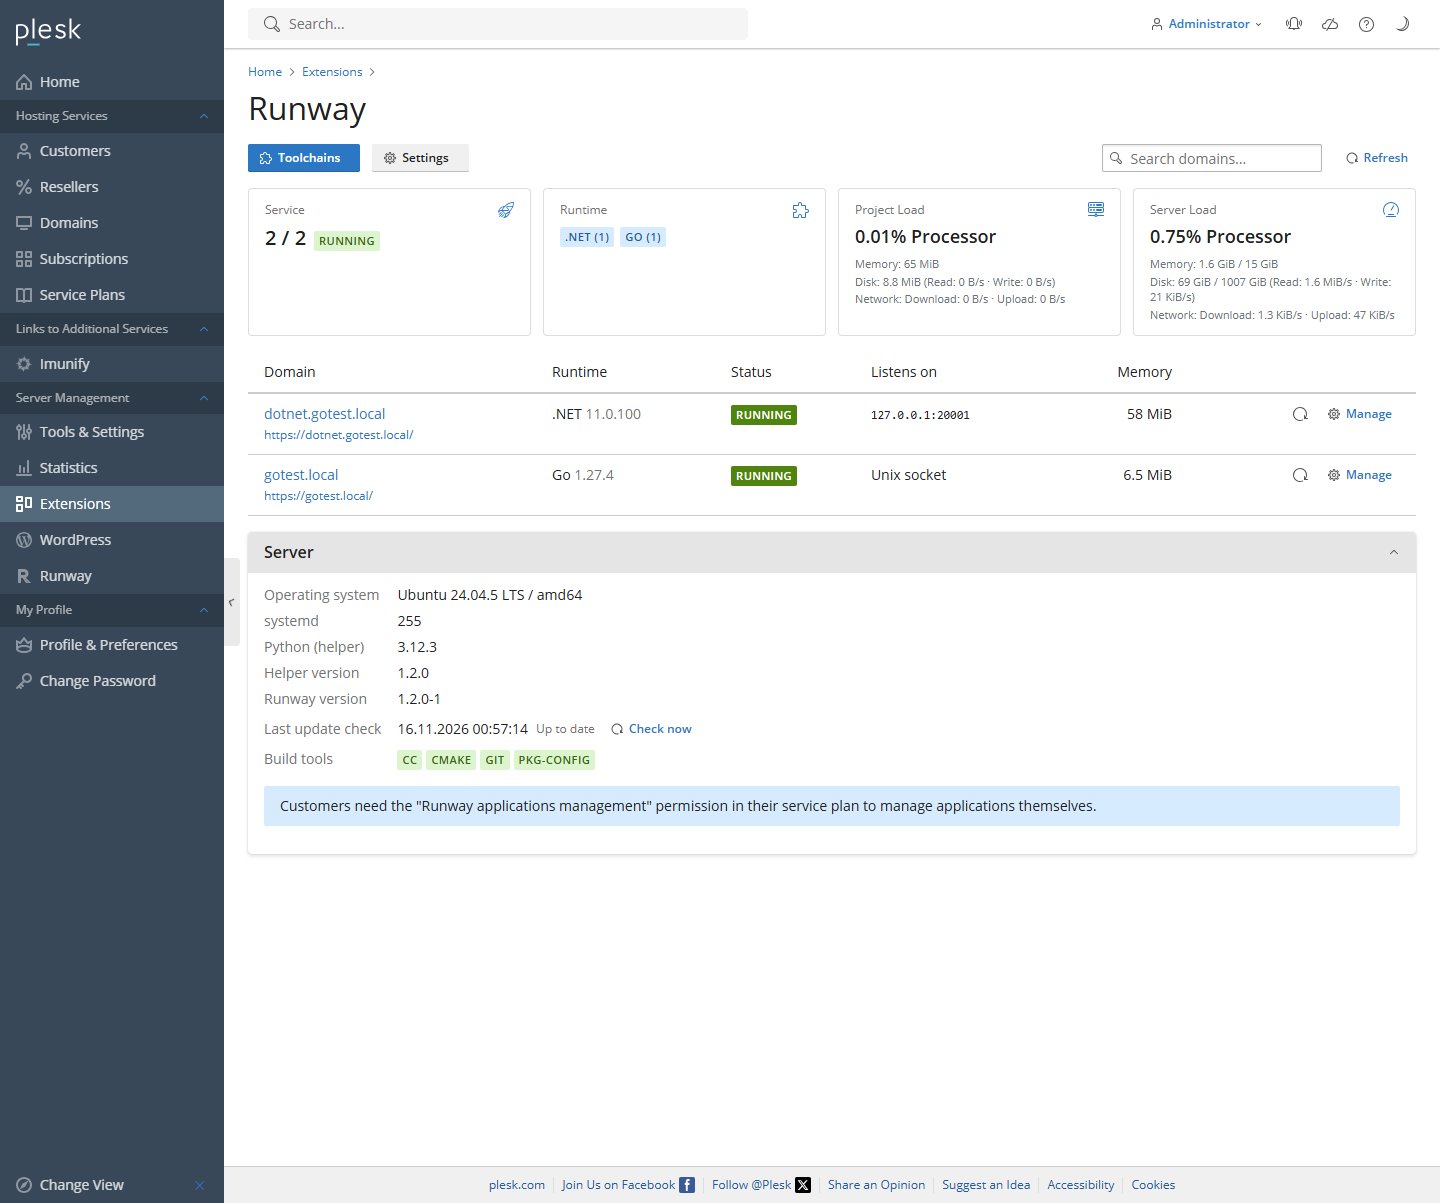 plesk
Search...
Administrator
Home
Hosting Services
Customers
Resellers
Domains
Subscriptions
Service Plans
Links to Additional Services
Imunify
Server Management
Tools & Settings
Statistics
Extensions
WordPress
Runway
My Profile
Profile & Preferences
Change Password
Change View
Home > Extensions >
Runway
Toolchains
Settings
Search domains...
Refresh
Service
2 / 2 RUNNING
Runtime
.NET (1) GO (1)
Project Load
0.01% Processor
Memory: 65 MiB
Disk: 8.8 MiB (Read: 0 B/s · Write: 0 B/s)
Network: Download: 0 B/s · Upload: 0 B/s
Server Load
0.75% Processor
Memory: 1.6 GiB / 15 GiB
Disk: 69 GiB / 1007 GiB (Read: 1.6 MiB/s · Write:
21 KiB/s)
Network: Download: 1.3 KiB/s · Upload: 47 KiB/s
Domain Runtime Status Listens on Memory
dotnet.gotest.local .NET 11.0.100 RUNNING 127.0.0.1:20001 58 MiB Manage
https://dotnet.gotest.local/
gotest.local Go 1.27.4 RUNNING Unix socket 6.5 MiB Manage
https://gotest.local/
Server
Operating system Ubuntu 24.04.5 LTS / amd64
systemd 255
Python (helper) 3.12.3
Helper version 1.2.0
Runway version 1.2.0-1
Last update check 16.11.2026 00:57:14 Up to date Check now
Build tools CC CMAKE GIT PKG-CONFIG
Customers need the "Runway applications management" permission in their service plan to manage applications themselves.
plesk.com Join Us on Facebook Follow @Plesk Share an Opinion Suggest an Idea Accessibility Cookies